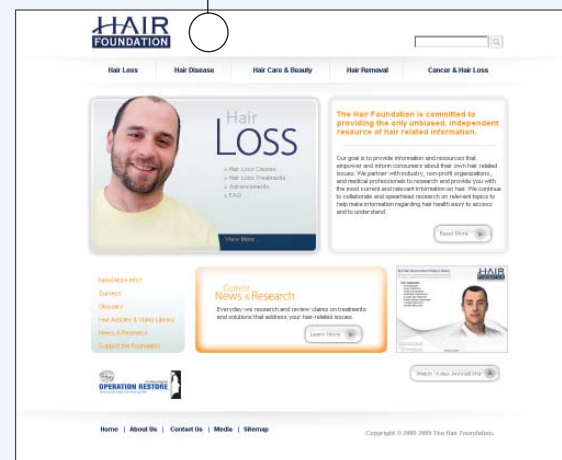 HAIR
FOUNDATION
Hair Loss Hair Disease Hair Care & Beauty Hair Removal Cancer & Hair Loss
Hair
Loss
» Hair Loss Causes
» Hair Loss Treatments
» Advancements
» FAQ
View More
The Hair Foundation is committed to
providing the only unbiased, independent
resource of hair related information.
Our goal is to provide information and resources that
empower and inform consumers about their own hair related
issues. We partner with industry, non-profit organizations,
and medical professionals to research and provide you with
the most current and relevant information on hair. We continue
to collaborate and spearhead research on relevant topics to
help make information regarding hair health easy to access
and to understand.
Read More
Need More Info?
Surveys
Glossary
Hair Articles & Video Library
News & Research
Support the Foundation
Current
News & Research
Everyday we research and review claims on treatments
and solutions that address your hair-related issues.
Learn More
HAIR
Watch Video Animations
OPERATION RESTORE
Home | About Us | Contact Us | Media | Sitemap
Copyright © 2008-2009 The Hair Foundation.